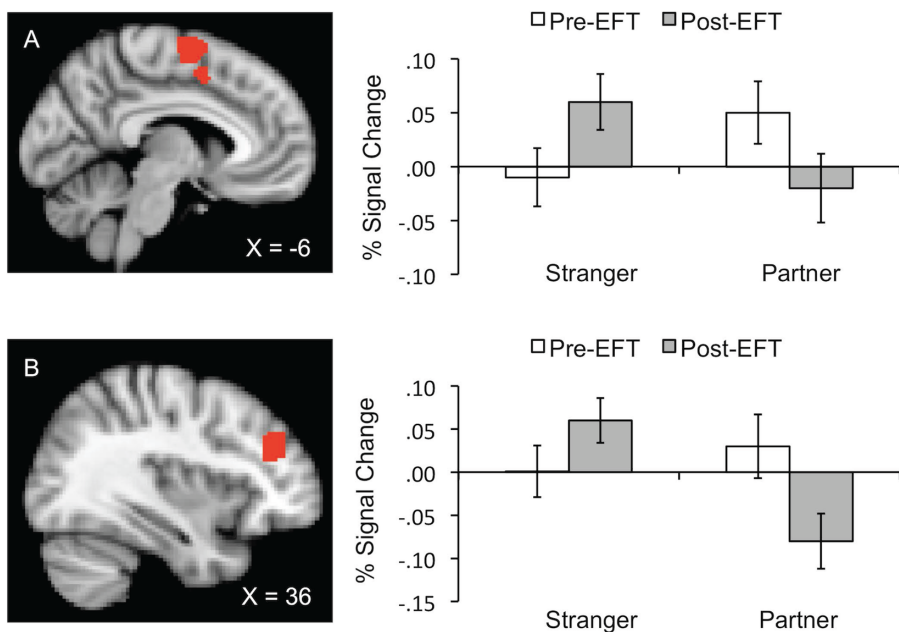 A
X = -6
Pre-EFT Post-EFT
% Signal Change
.10
.05
.00
-.05
-.10
Stranger Partner
B
X = 36
Pre-EFT Post-EFT
% Signal Change
.10
.05
.00
-.05
-.10
-.15
Stranger Partner